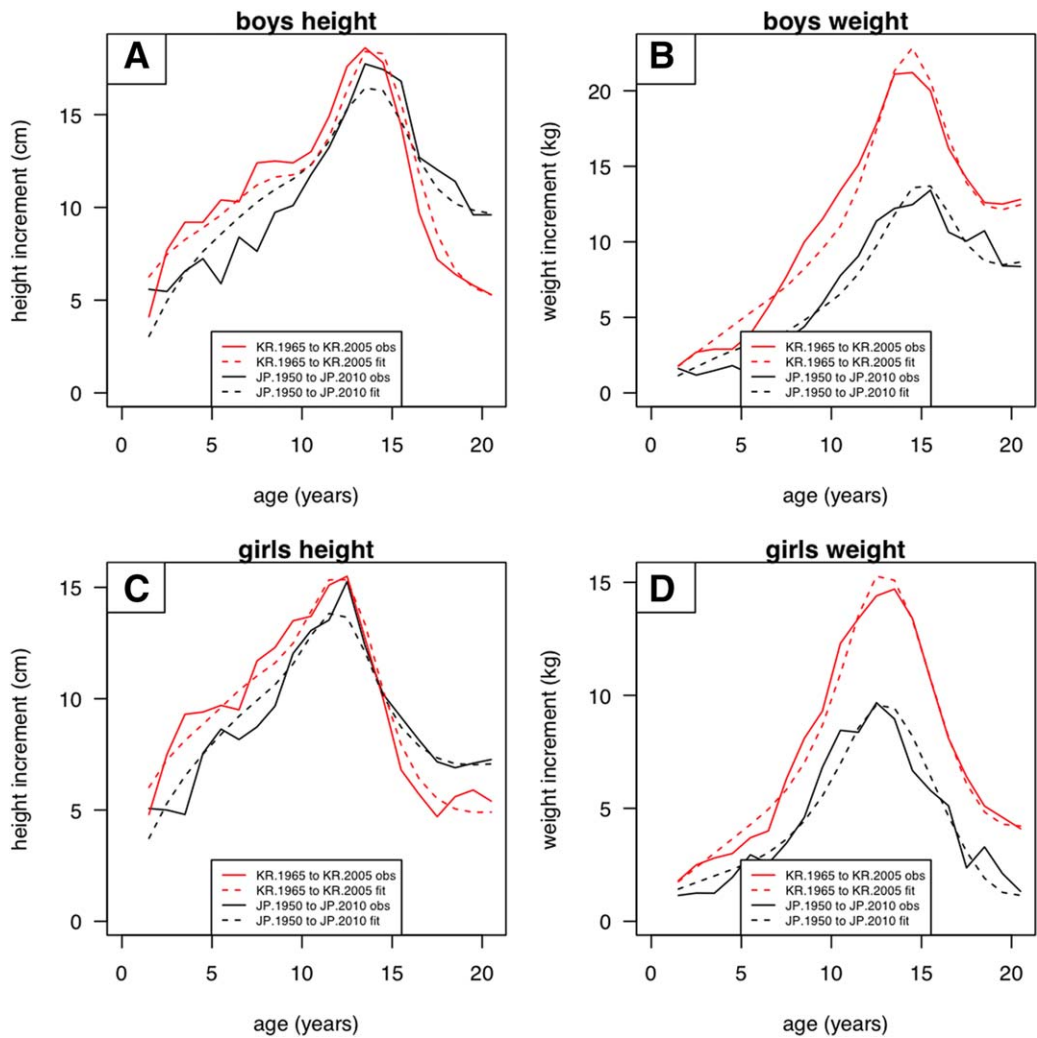 boys height
A
height increment (cm)
15
10
5
0
KR.1965 to KR.2005 obs
KR.1965 to KR.2005 fit
JP.1950 to JP.2010 obs
JP.1950 to JP.2010 fit
0 5 10 15 20
age (years)
boys weight
B
weight increment (kg)
20
15
10
5
0
KR.1965 to KR.2005 obs
KR.1965 to KR.2005 fit
JP.1950 to JP.2010 obs
JP.1950 to JP.2010 fit
0 5 10 15 20
age (years)
girls height
C
height increment (cm)
15
10
5
0
KR.1965 to KR.2005 obs
KR.1965 to KR.2005 fit
JP.1950 to JP.2010 obs
JP.1950 to JP.2010 fit
0 5 10 15 20
age (years)
girls weight
D
weight increment (kg)
15
10
5
0
KR.1965 to KR.2005 obs
KR.1965 to KR.2005 fit
JP.1950 to JP.2010 obs
JP.1950 to JP.2010 fit
0 5 10 15 20
age (years)